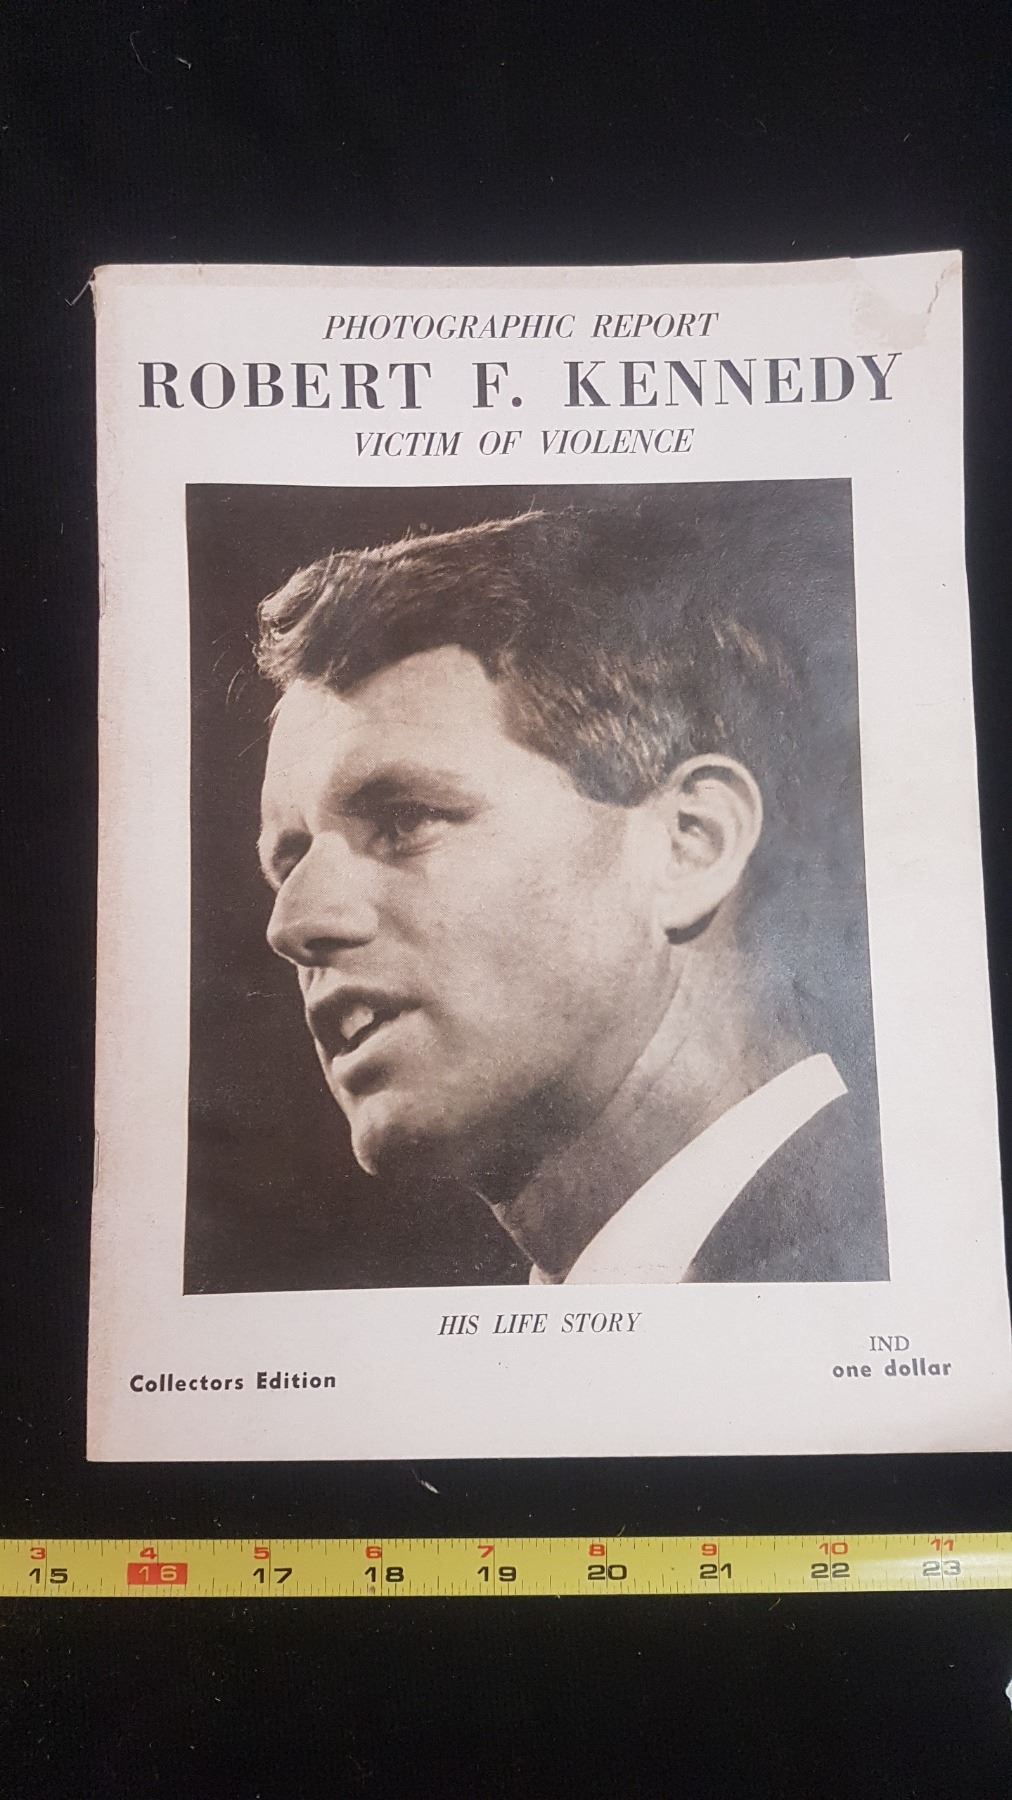 PHOTOGRAPHIC REPORT
ROBERT F. KENNEDY
VICTIM OF VIOLENCE
HIS LIFE STORY
IND
Collectors Edition
one dollar
3 4 5 6 7 8 9 10 11
15 16 17 18 19 20 21 22 23